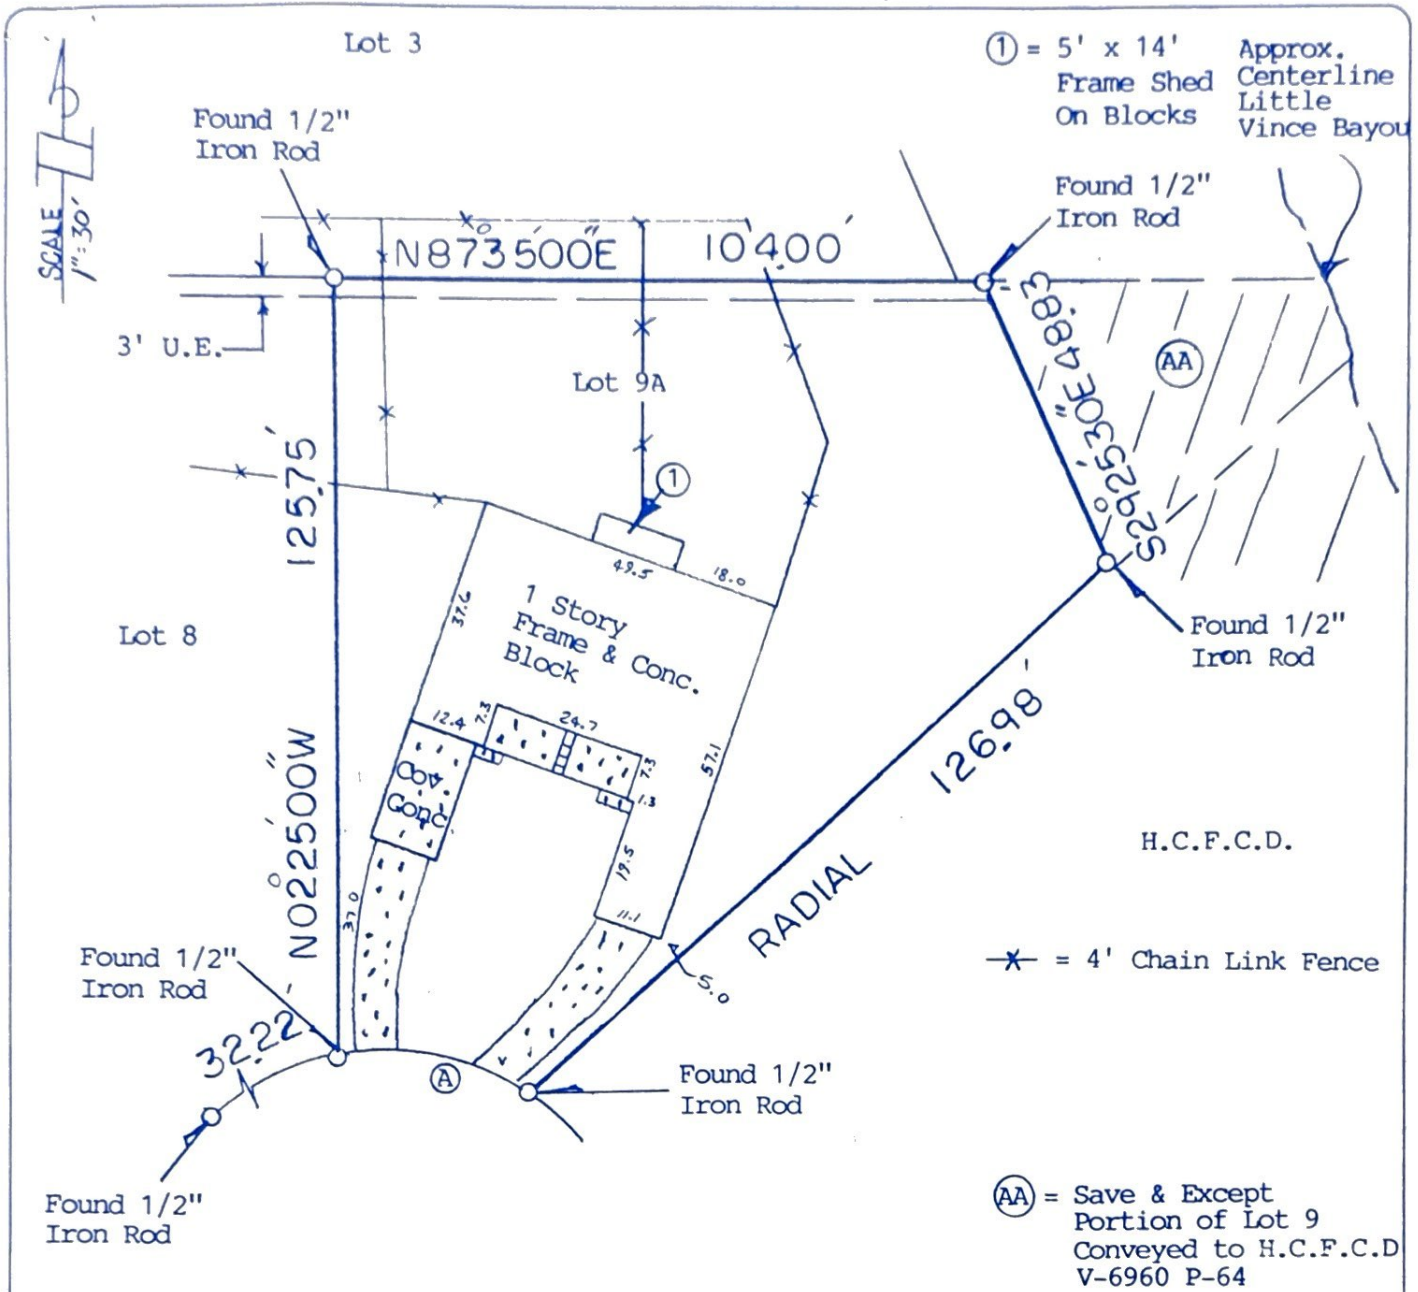 Lot 3
① = 5' x 14'
Frame Shed
On Blocks
Approx.
Centerline
Little
Vince Bayou
Found 1/2"
Iron Rod
SCALE
1"=30'
Found 1/2"
Iron Rod
N87°35'00"E 104.00'
3' U.E.
Lot 9A
S29°25'30"E 48.83'
AA
125.75'
①
49.5
18.0
37.6
1 Story
Frame & Conc.
Block
Lot 8
Found 1/2"
Iron Rod
12.4
7.3
24.7
7.3
1.3
57.1
Cov.
Conc.
126.98'
N02°25'00"W
19.5
11.1
37.0
H.C.F.C.D.
RADIAL
Found 1/2"
Iron Rod
= 4' Chain Link Fence
5.0
32.22'
A
Found 1/2"
Iron Rod
Found 1/2"
Iron Rod
AA = Save & Except
Portion of Lot 9
Conveyed to H.C.F.C.D
V-6960 P-64